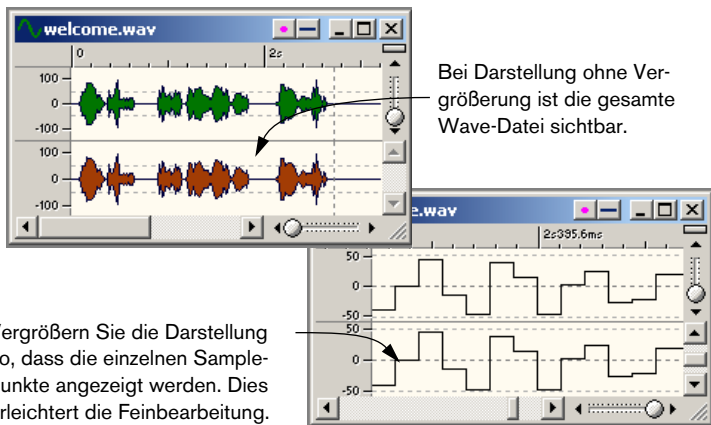 welcome.wav
0 2s
100
0
-100
100
0
-100
Bei Darstellung ohne Ver-
größerung ist die gesamte
Wave-Datei sichtbar.
e.wav
2s395.6ms
50
0
-50
50
0
-50
Vergrößern Sie die Darstellung
o, dass die einzelnen Sample-
unkte angezeigt werden. Dies
rleichtert die Feinbearbeitung.